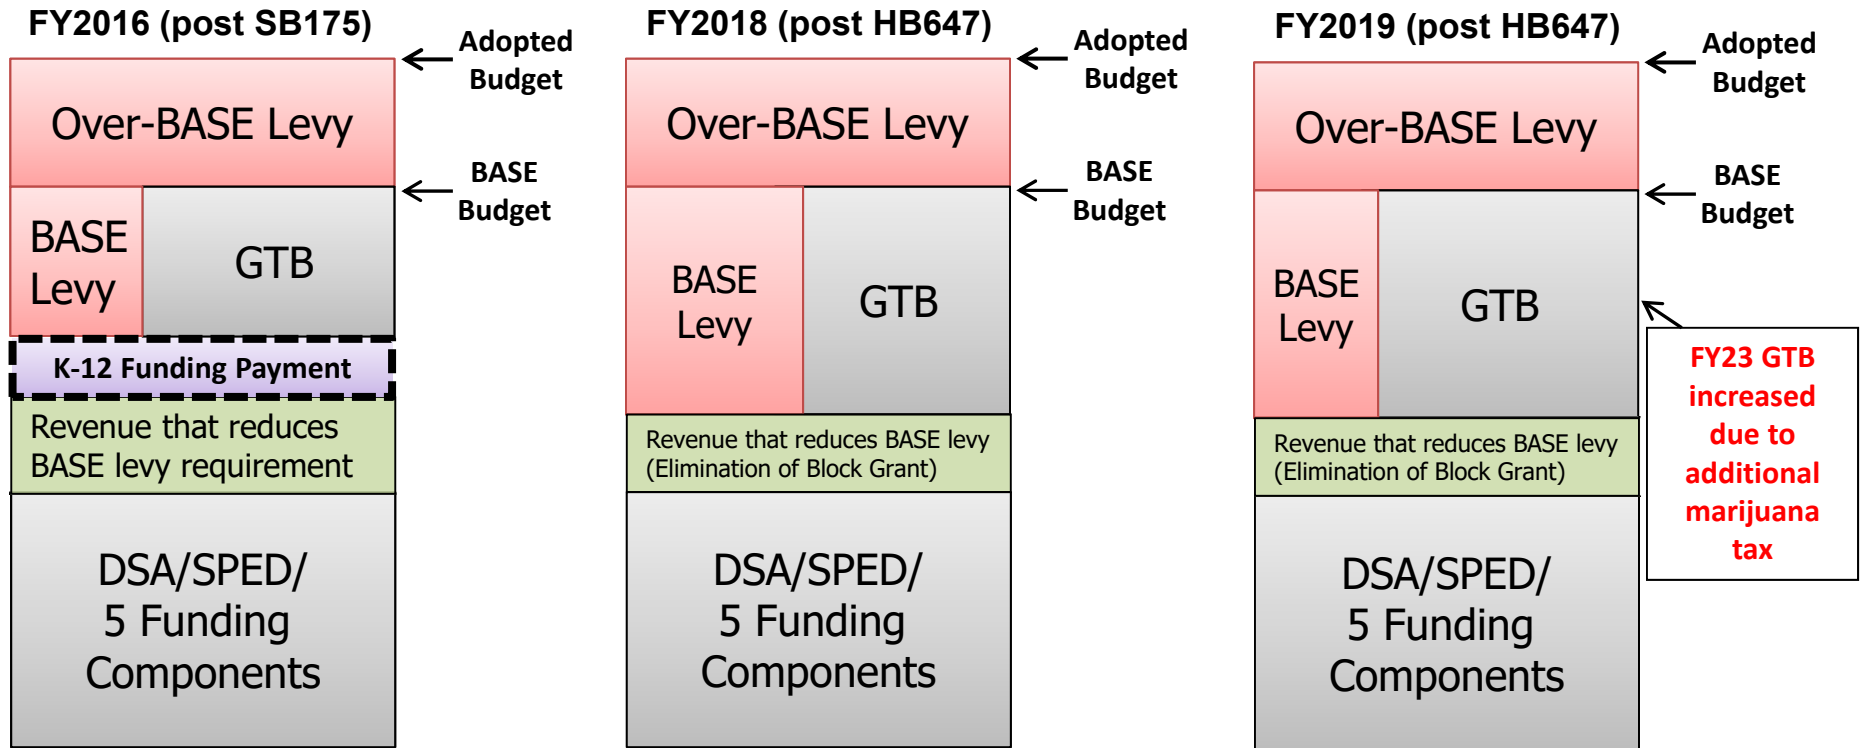 FY2016 (post SB175)
Adopted
Budget
Over-BASE Levy
BASE
Budget
BASE
Levy
GTB
K-12 Funding Payment
Revenue that reduces
BASE levy requirement
DSA/SPED/
5 Funding
Components
FY2018 (post HB647)
Adopted
Budget
Over-BASE Levy
BASE
Budget
BASE
Levy
GTB
Revenue that reduces BASE levy
(Elimination of Block Grant)
DSA/SPED/
5 Funding
Components
FY2019 (post HB647)
Adopted
Budget
Over-BASE Levy
BASE
Budget
BASE
Levy
GTB
FY23 GTB
increased
due to
additional
marijuana
tax
Revenue that reduces BASE levy
(Elimination of Block Grant)
DSA/SPED/
5 Funding
Components